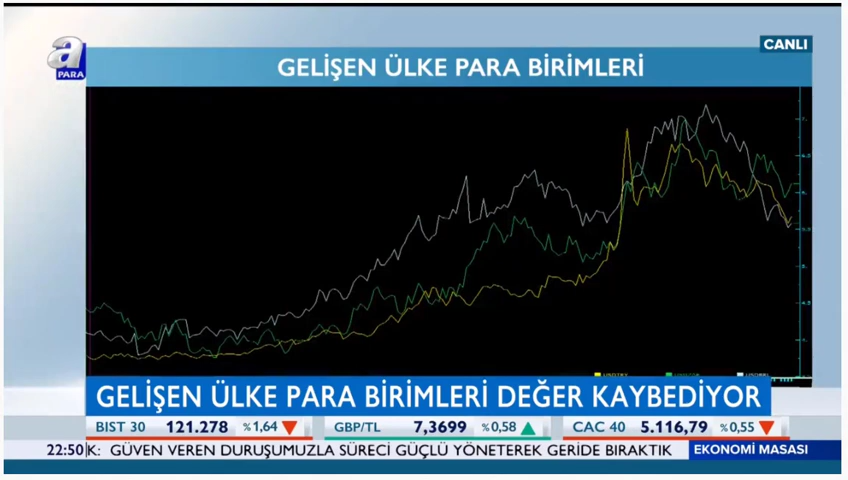 CANLI
a
PARA
GELİŞEN ÜLKE PARA BİRİMLERİ
GELİŞEN ÜLKE PARA BİRİMLERİ DEĞER KAYBEDİYOR
BIST 30 121.278 %1,64 GBP/TL 7,3699 %0,58 CAC 40 5.116,79 %0,55
22:50 K: GÜVEN VEREN DURUŞUMUZLA SÜRECİ GÜÇLÜ YÖNETEREK GERİDE BIRAKTIK EKONOMİ MASASI